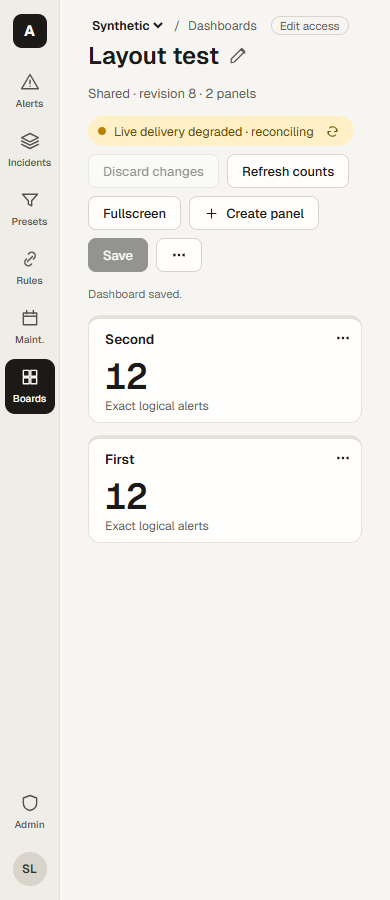 A
Synthetic / Dashboards Edit access
Layout test
Shared · revision 8 · 2 panels
Live delivery degraded · reconciling
Discard changes Refresh counts
Fullscreen + Create panel
Save ···
Dashboard saved.
Second ···
12
Exact logical alerts
First ···
12
Exact logical alerts
Alerts
Incidents
Presets
Rules
Maint.
Boards
Admin
SL